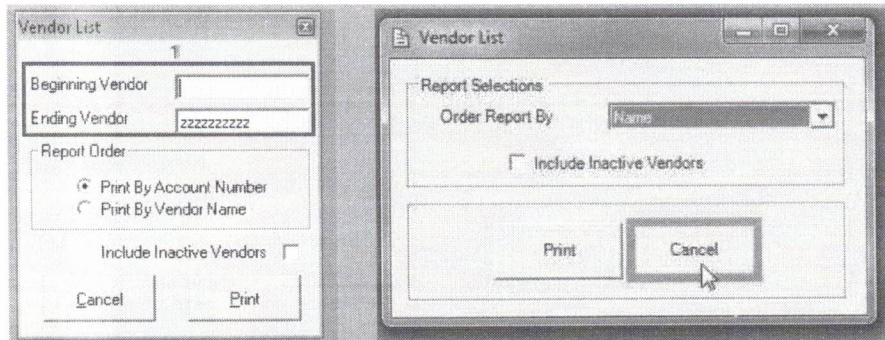 Vendor List
Beginning Vendor
Ending Vendor zzzzzzzzzz
Report Order
Print By Account Number
Print By Vendor Name
Include Inactive Vendors
Cancel Print
Vendor List
Report Selections
Order Report By Name
Include Inactive Vendors
Print Cancel